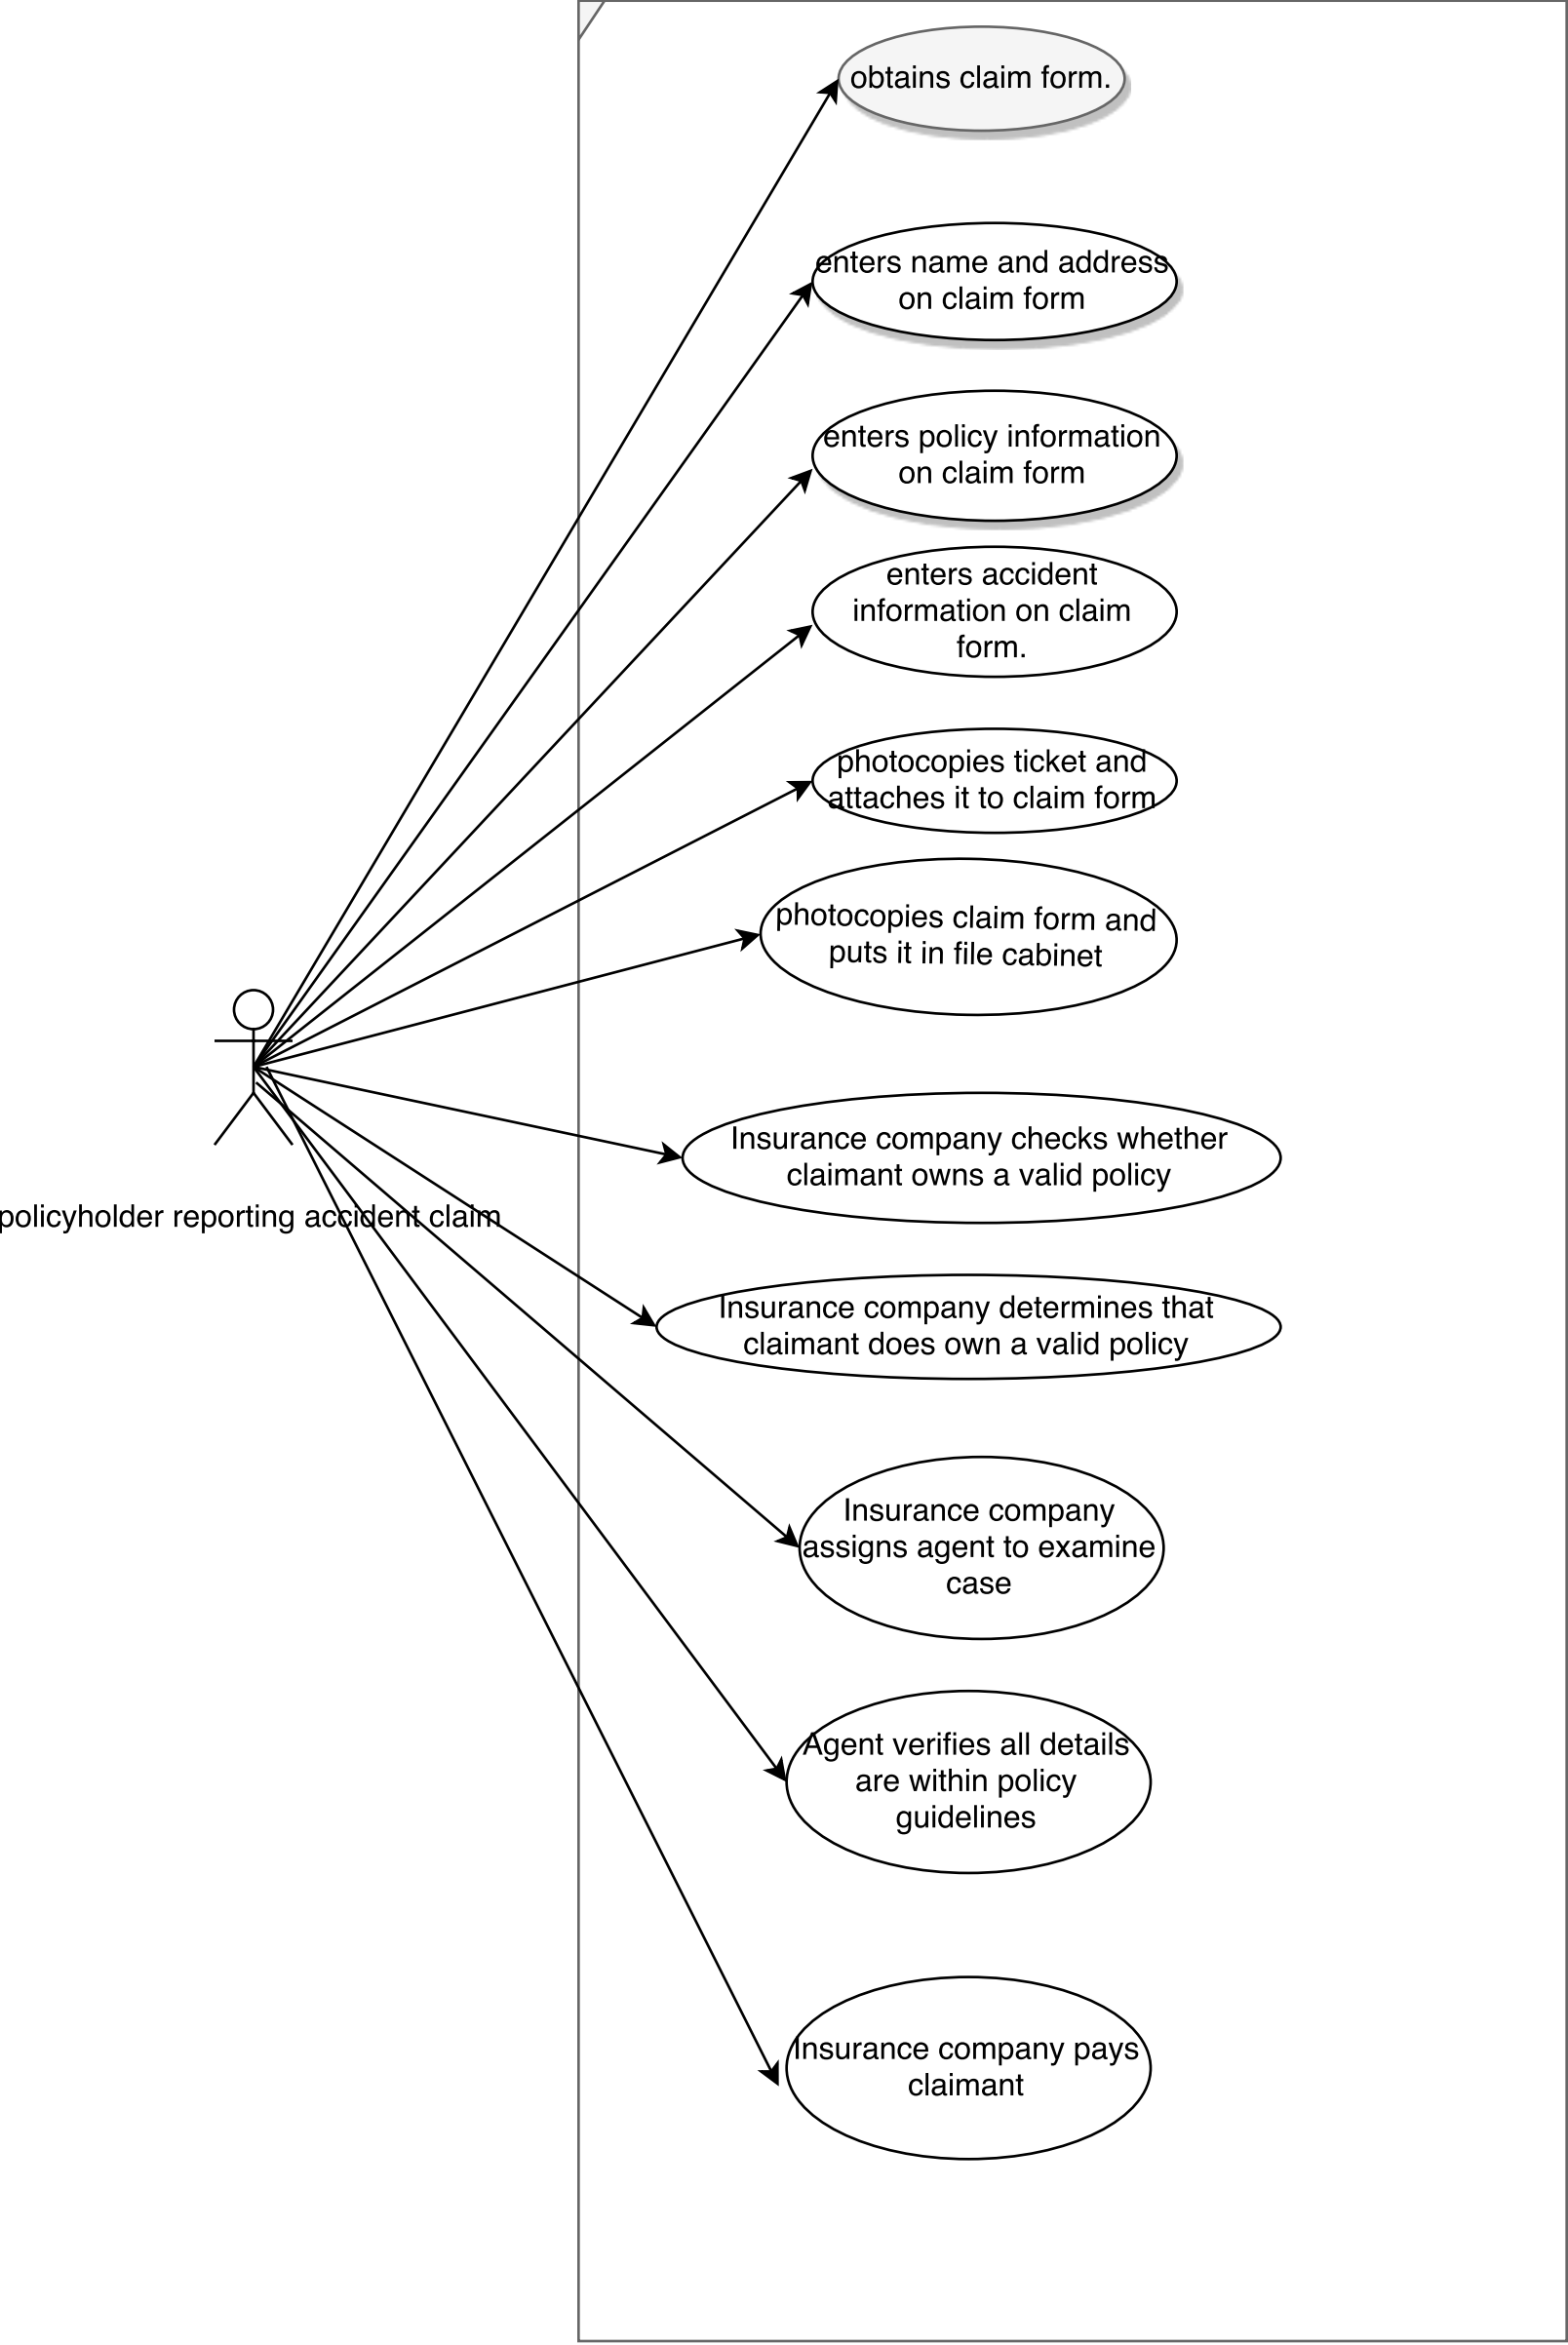 obtains claim form.
enters name and address
on claim form
enters policy information
on claim form
enters accident
information on claim
form.
photocopies ticket and
attaches it to claim form
photocopies claim form and
puts it in file cabinet
Insurance company checks whether
claimant owns a valid policy
policyholder reporting accident claim
Insurance company determines that
claimant does own a valid policy
Insurance company
assigns agent to examine
case
Agent verifies all details
are within policy
guidelines
Insurance company pays
claimant